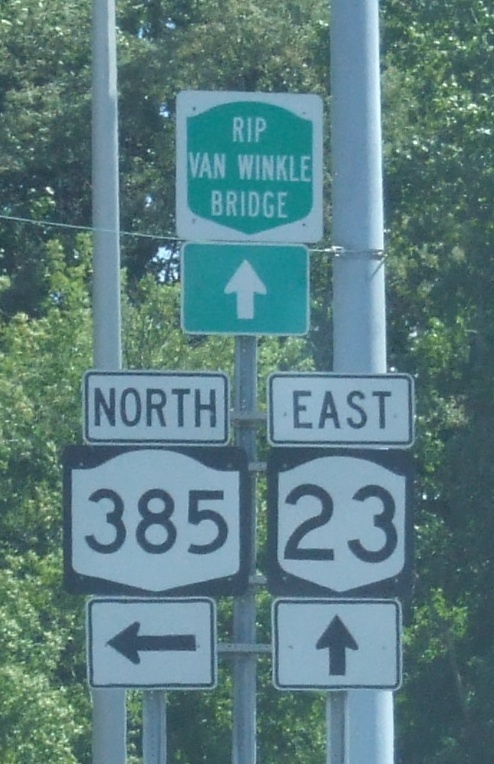 RIP
VAN WINKLE
BRIDGE
NORTH
EAST
385
23